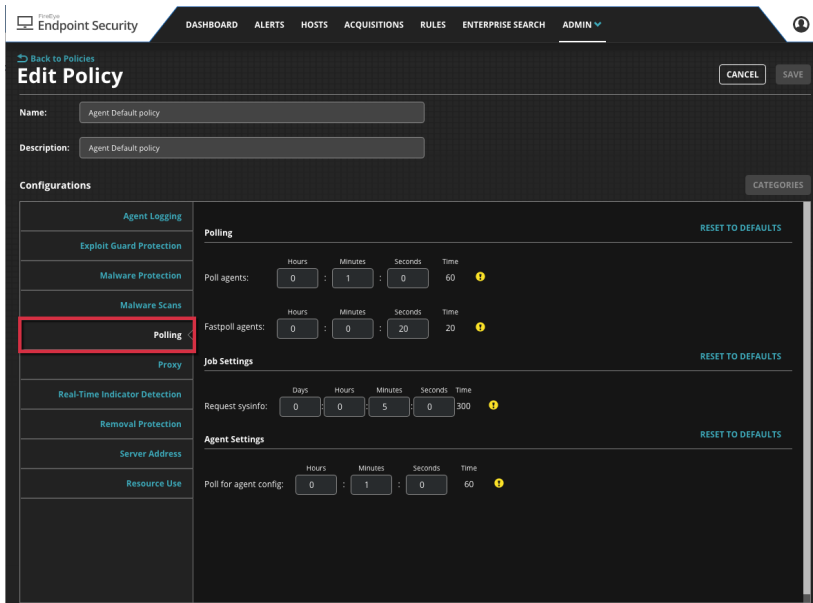 FireEye
Endpoint Security
DASHBOARD ALERTS HOSTS ACQUISITIONS RULES ENTERPRISE SEARCH ADMIN
Back to Policies
Edit Policy
CANCEL SAVE
Name: Agent Default policy
Description: Agent Default policy
Configurations
CATEGORIES
Agent Logging
Exploit Guard Protection
Malware Protection
Malware Scans
Polling
Proxy
Real-Time Indicator Detection
Removal Protection
Server Address
Resource Use
Polling RESET TO DEFAULTS
Hours Minutes Seconds Time
Poll agents: 0 : 1 : 0 60
Hours Minutes Seconds Time
Fastpoll agents: 0 : 0 : 20 20
Job Settings RESET TO DEFAULTS
Days Hours Minutes Seconds Time
Request sysinfo: 0 : 0 : 5 : 0 300
Agent Settings RESET TO DEFAULTS
Hours Minutes Seconds Time
Poll for agent config: 0 : 1 : 0 60